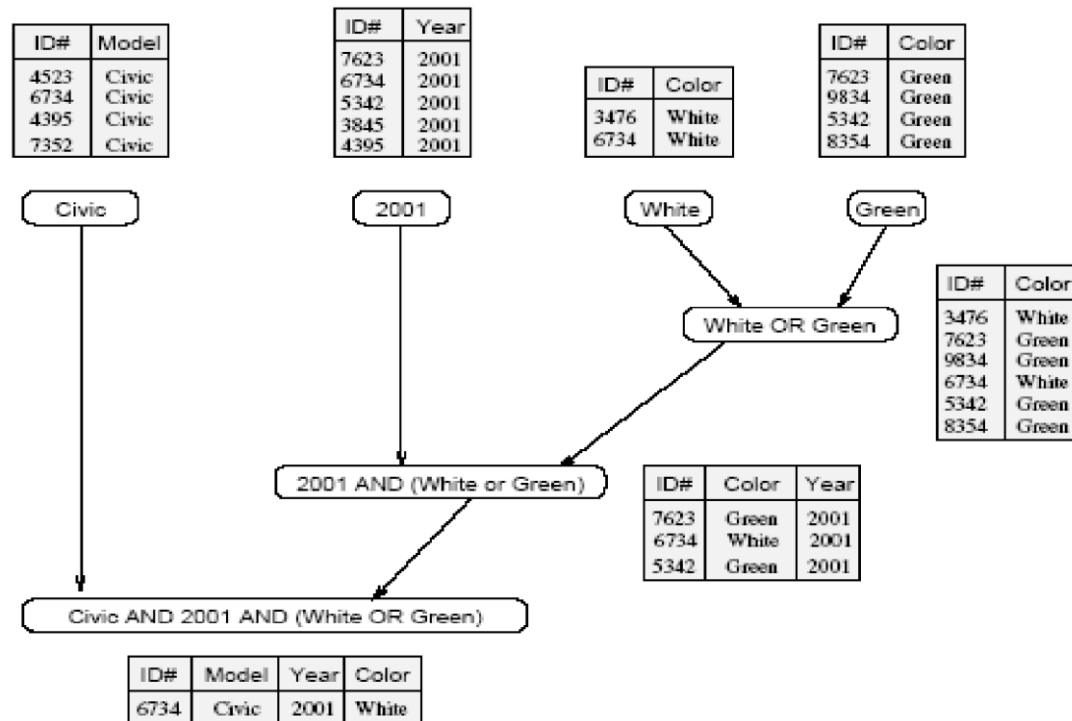 ID# Model
4523 Civic
6734 Civic
4395 Civic
7352 Civic
ID# Year
7623 2001
6734 2001
5342 2001
3845 2001
4395 2001
ID# Color
3476 White
6734 White
ID# Color
7623 Green
9834 Green
5342 Green
8354 Green
Civic
2001
White
Green
White OR Green
ID# Color
3476 White
7623 Green
9834 Green
6734 White
5342 Green
8354 Green
2001 AND (White or Green)
ID# Color Year
7623 Green 2001
6734 White 2001
5342 Green 2001
Civic AND 2001 AND (White OR Green)
ID# Model Year Color
6734 Civic 2001 White